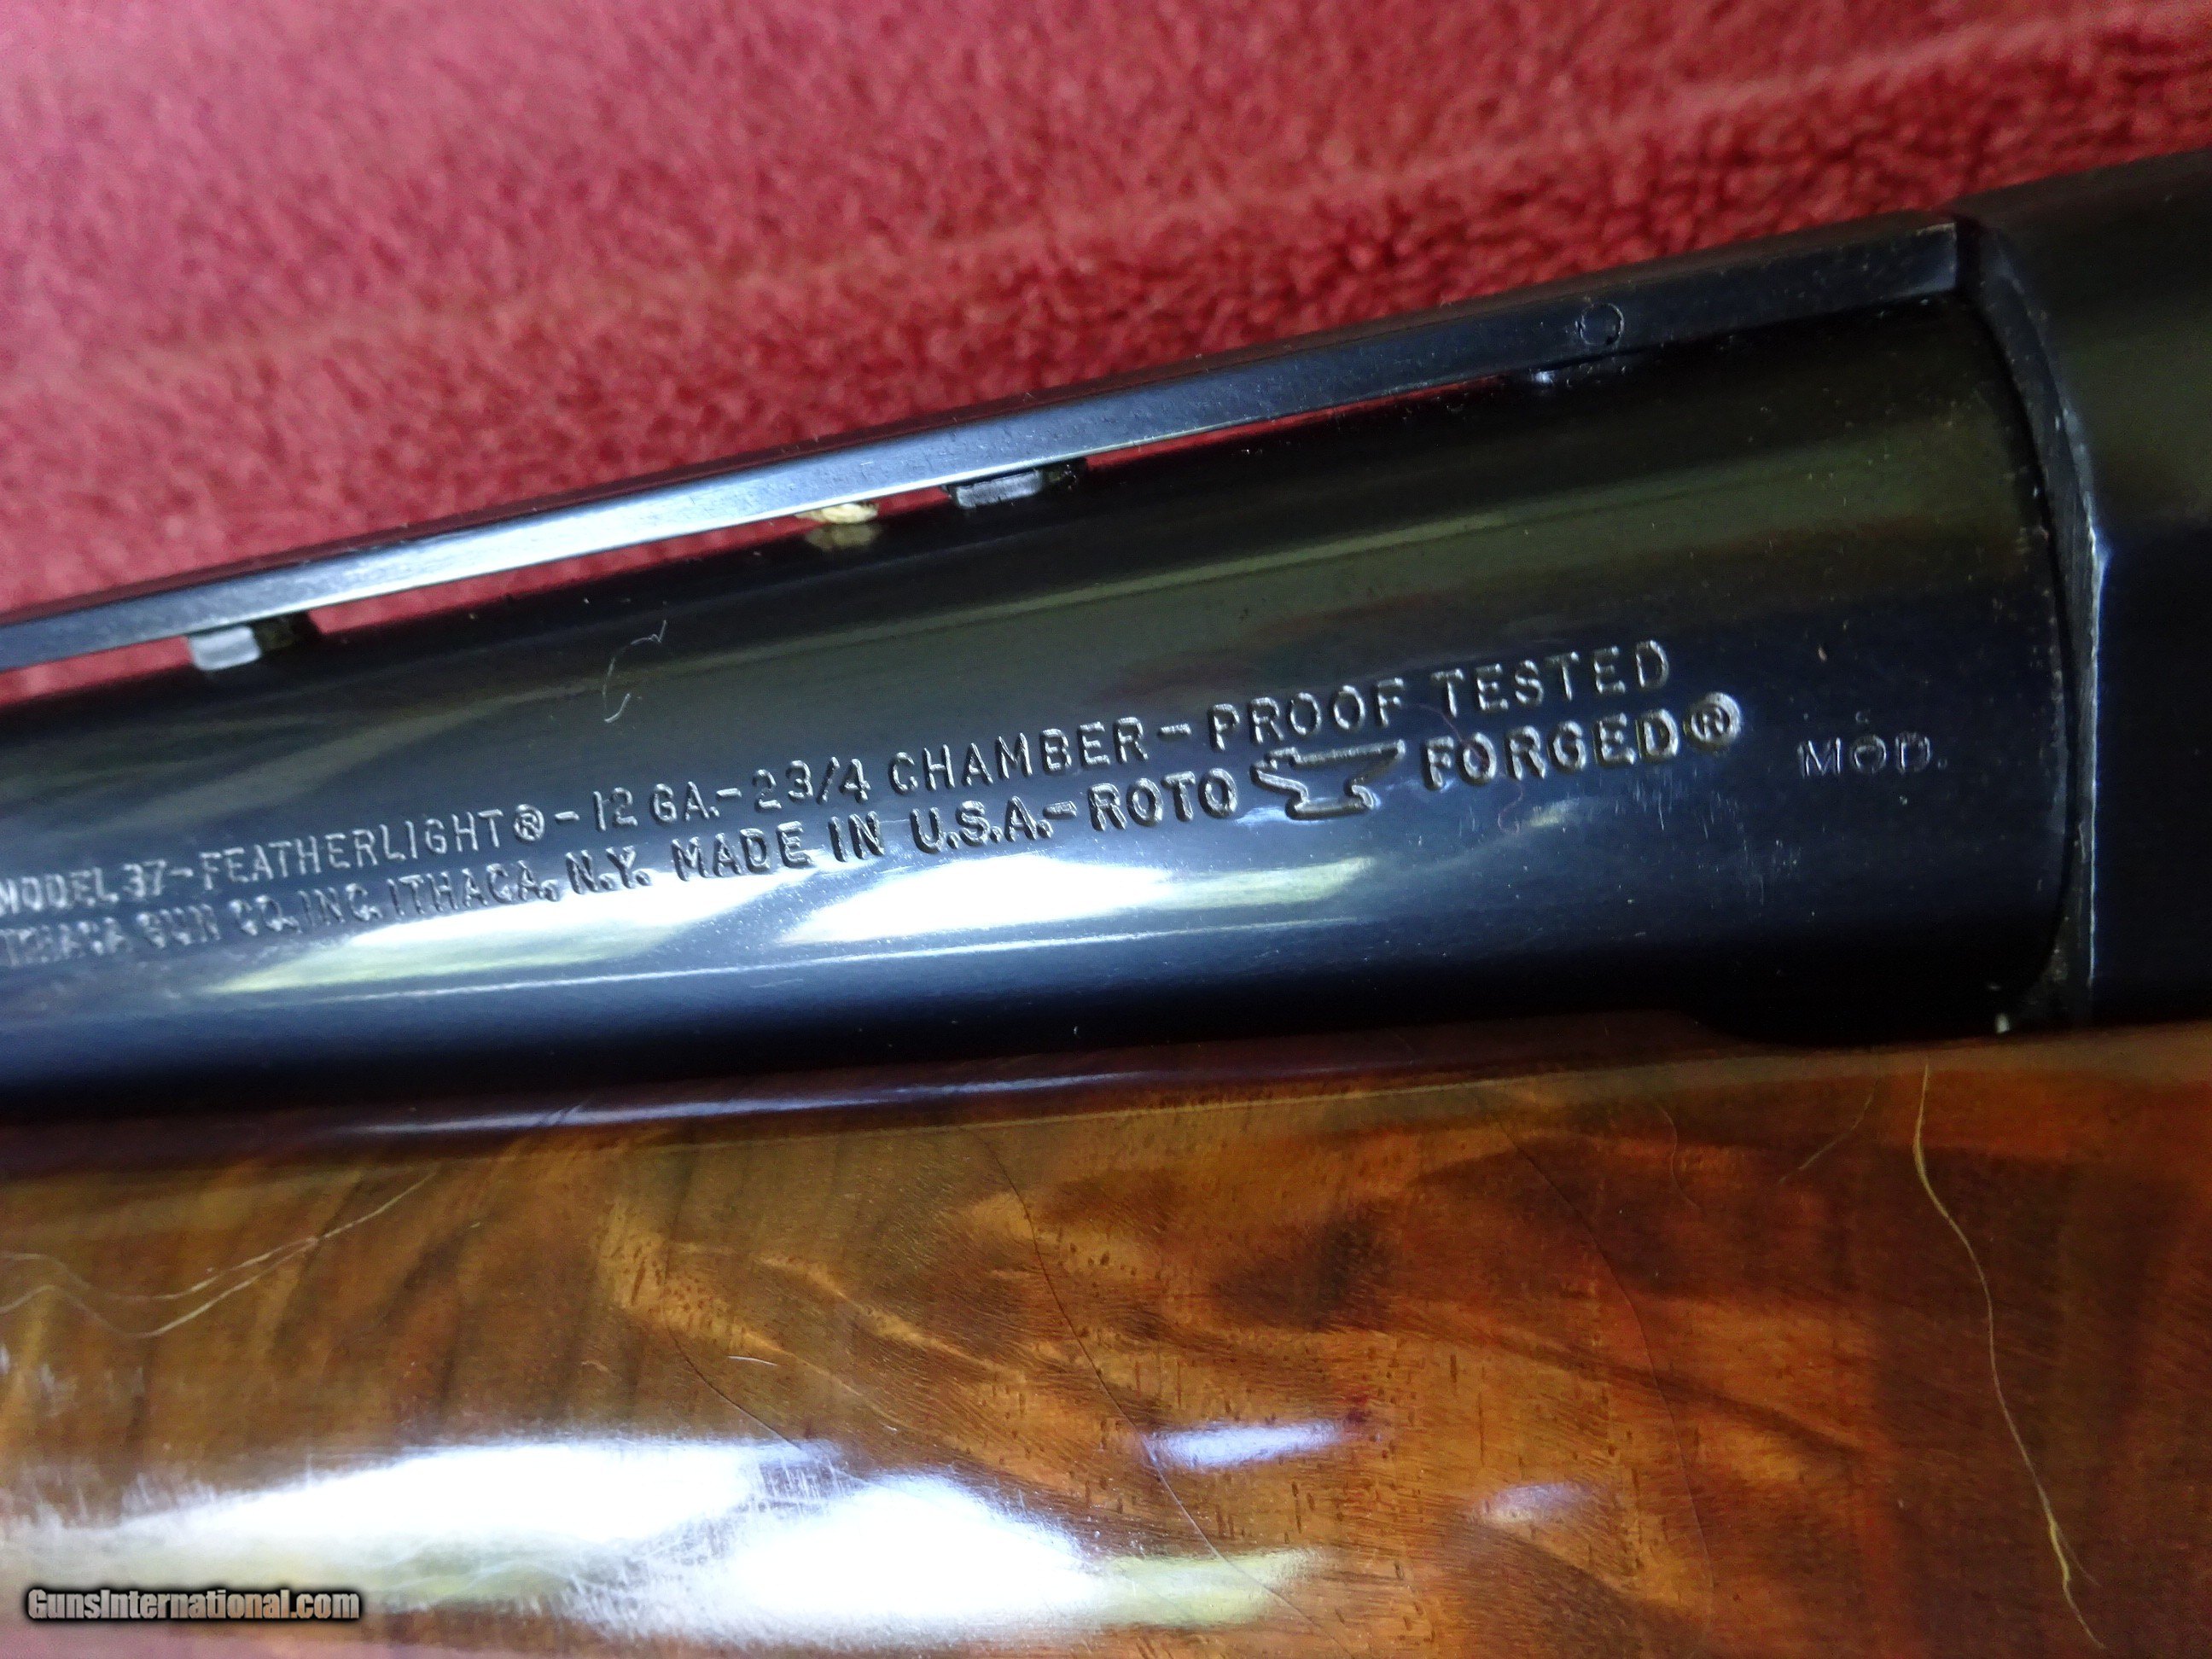 MODEL 37-FEATHERLIGHT®-12 GA.-2 3/4 CHAMBER-PROOF TESTED
ITHACA GUN CO., INC. ITHACA, N.Y. MADE IN U.S.A.-ROTO FORGED®
MOD.
GunsInternational.com